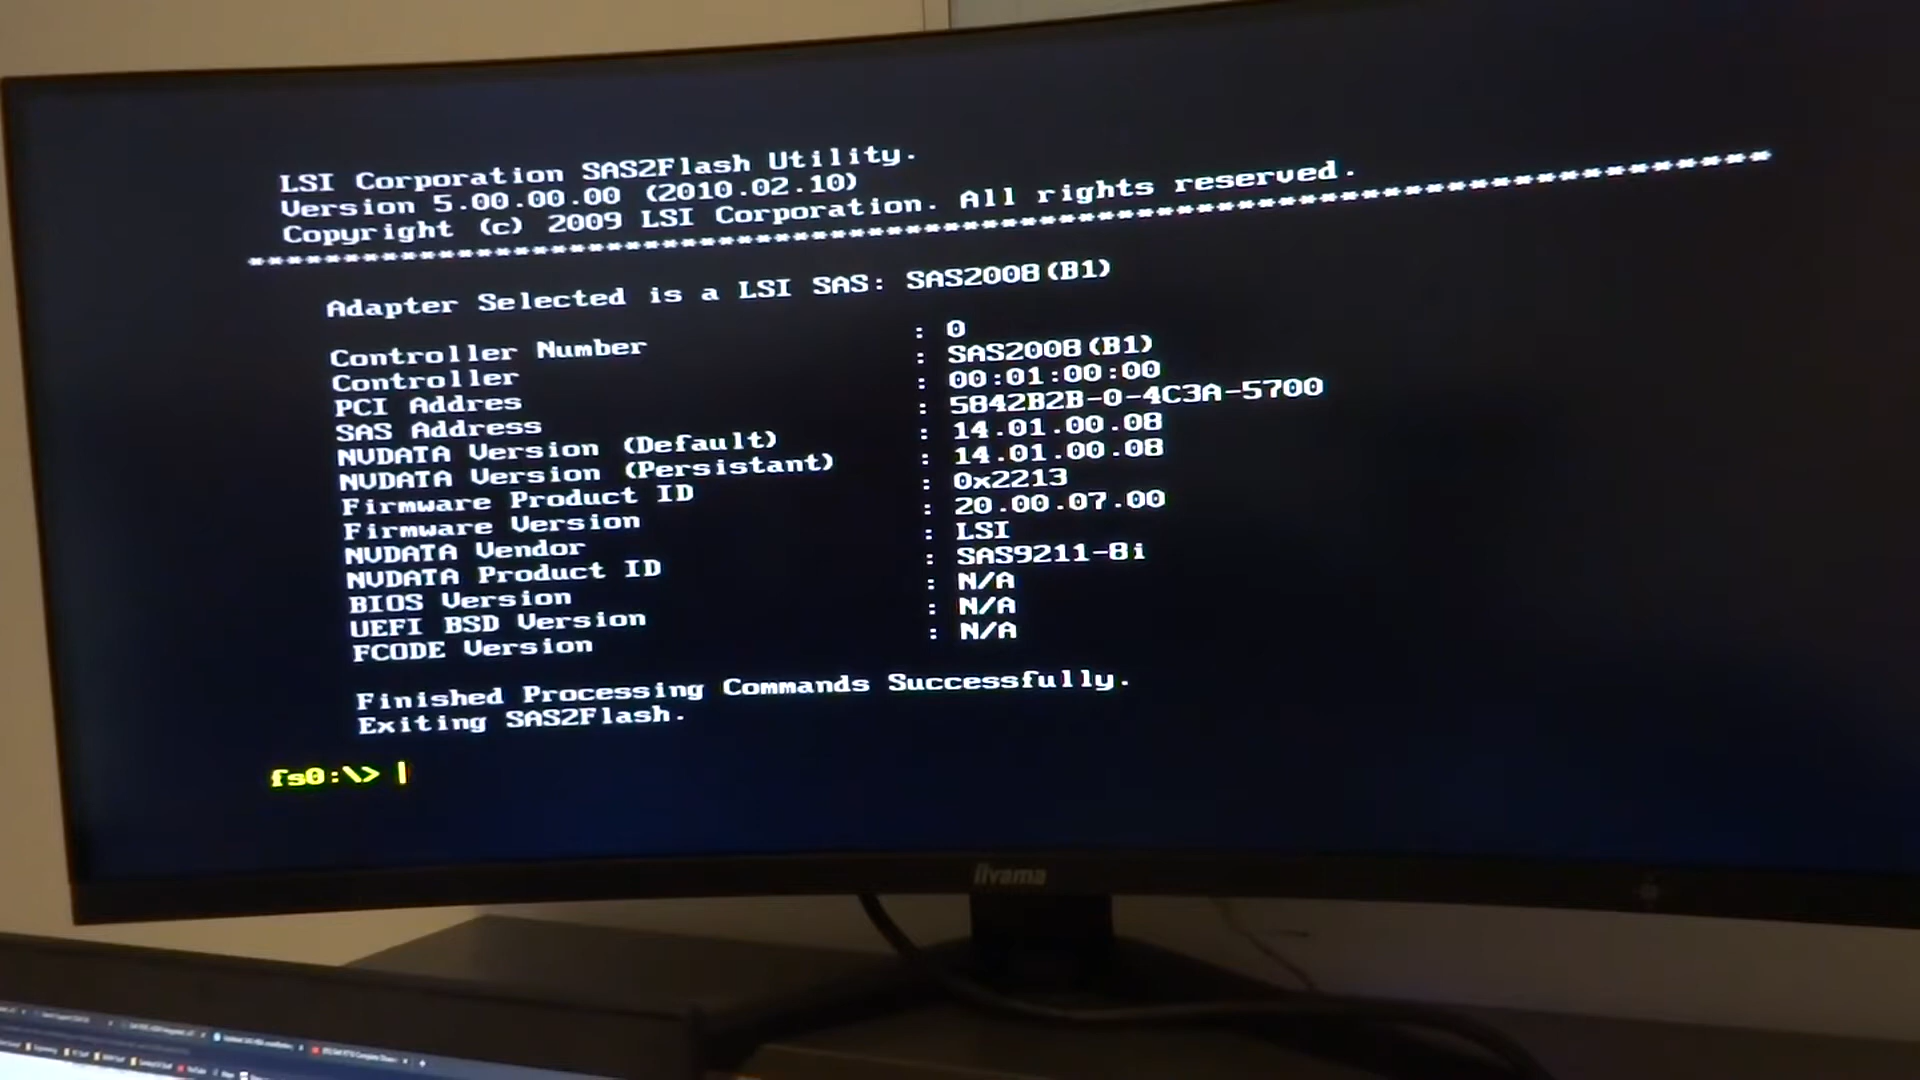 LSI Corporation SAS2Flash Utility.
Version 5.00.00.00 (2010.02.10)
Copyright (c) 2009 LSI Corporation. All rights reserved.
Adapter Selected is a LSI SAS: SAS2008(B1)
Controller Number : 0
Controller : SAS2008(B1)
PCI Addres : 00:01:00:00
SAS Address : 5842B2B-0-4C3A-5700
NVDATA Version (Default) : 14.01.00.08
NVDATA Version (Persistant) : 14.01.00.08
Firmware Product ID : 0x2213
Firmware Version : 20.00.07.00
NVDATA Vendor : LSI
NVDATA Product ID : SAS9211-8i
BIOS Version : N/A
UEFI BSD Version : N/A
FCODE Version : N/A
Finished Processing Commands Successfully.
Exiting SAS2Flash.
fs0:\>
iiyama